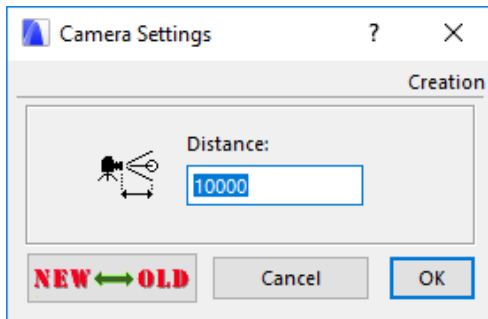 Camera Settings ?
Creation
Distance:
10000
NEW OLD Cancel OK